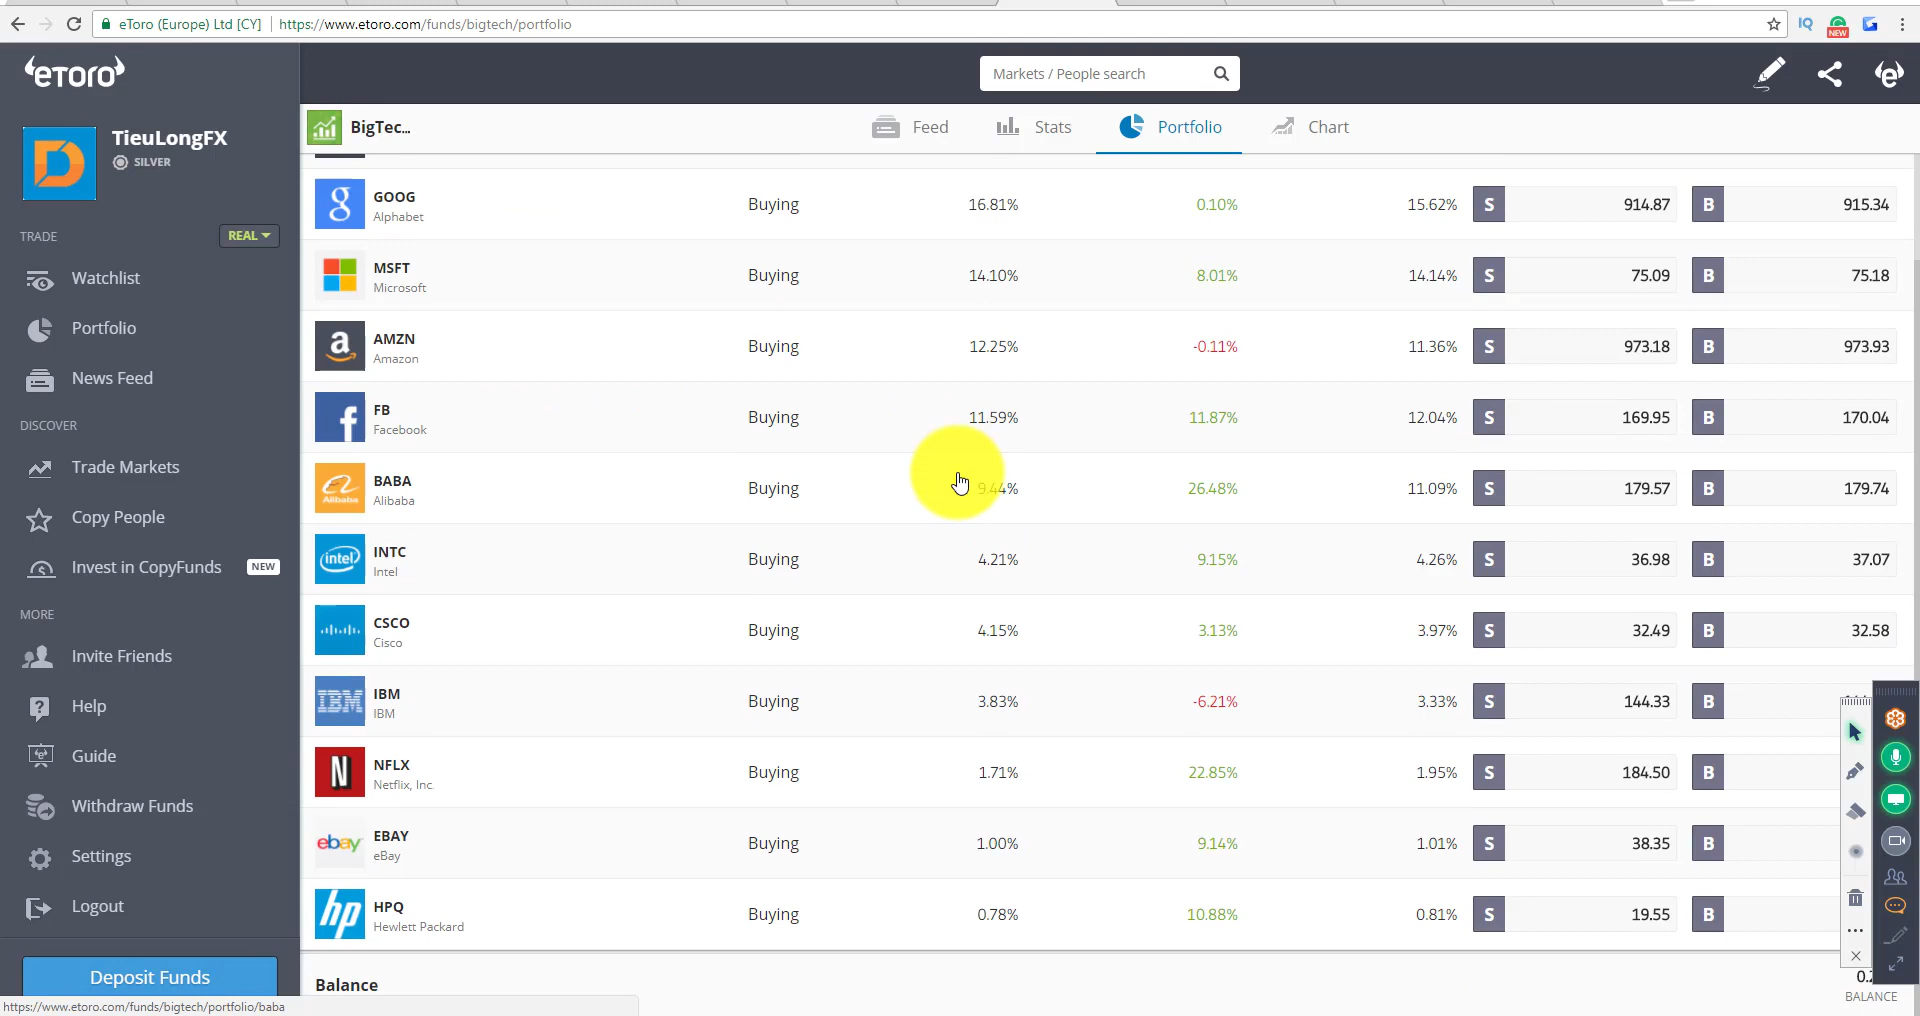 eToro (Europe) Ltd [CY] https://www.etoro.com/funds/bigtech/portfolio
IQ
NEW
eToro
Markets / People search
TieuLongFX
SILVER
BigTec...
Feed
Stats
Portfolio
Chart
TRADE
REAL
Watchlist
Portfolio
News Feed
DISCOVER
Trade Markets
Copy People
Invest in CopyFunds NEW
MORE
Invite Friends
Help
Guide
Withdraw Funds
Settings
Logout
Deposit Funds
GOOG
Alphabet
Buying 16.81% 0.10% 15.62% S 914.87 B 915.34
MSFT
Microsoft
Buying 14.10% 8.01% 14.14% S 75.09 B 75.18
AMZN
Amazon
Buying 12.25% -0.11% 11.36% S 973.18 B 973.93
FB
Facebook
Buying 11.59% 11.87% 12.04% S 169.95 B 170.04
Alibaba
BABA
Alibaba
Buying 9.44% 26.48% 11.09% S 179.57 B 179.74
intel
INTC
Intel
Buying 4.21% 9.15% 4.26% S 36.98 B 37.07
CSCO
Cisco
Buying 4.15% 3.13% 3.97% S 32.49 B 32.58
IBM
IBM
IBM
Buying 3.83% -6.21% 3.33% S 144.33 B
N
NFLX
Netflix, Inc.
Buying 1.71% 22.85% 1.95% S 184.50 B
ebay
EBAY
eBay
Buying 1.00% 9.14% 1.01% S 38.35 B
hp
HPQ
Hewlett Packard
Buying 0.78% 10.88% 0.81% S 19.55 B
Balance
BALANCE
https://www.etoro.com/funds/bigtech/portfolio/baba